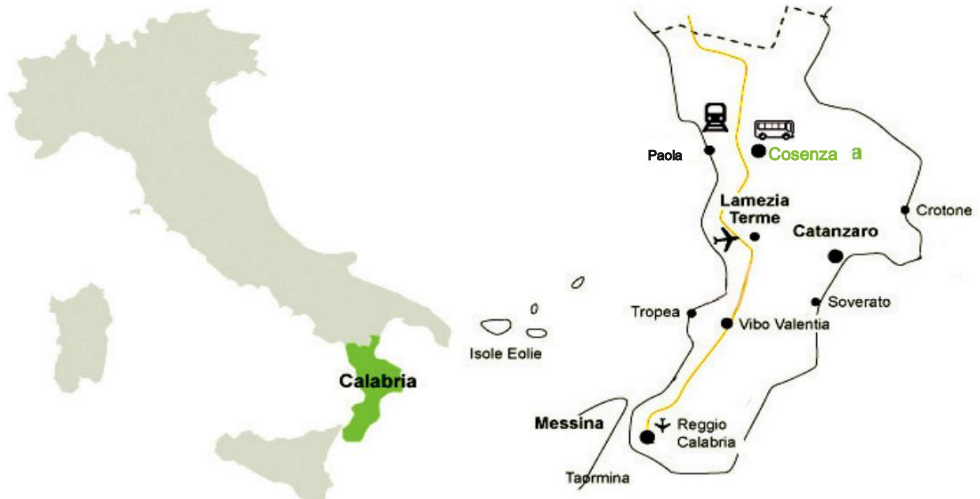 Calabria
Paola
Cosenza a
Lamezia
Terme
Crotone
Catanzaro
Soverato
Tropea
Vibo Valentia
Isole Eolie
Messina
Reggio
Calabria
Taormina